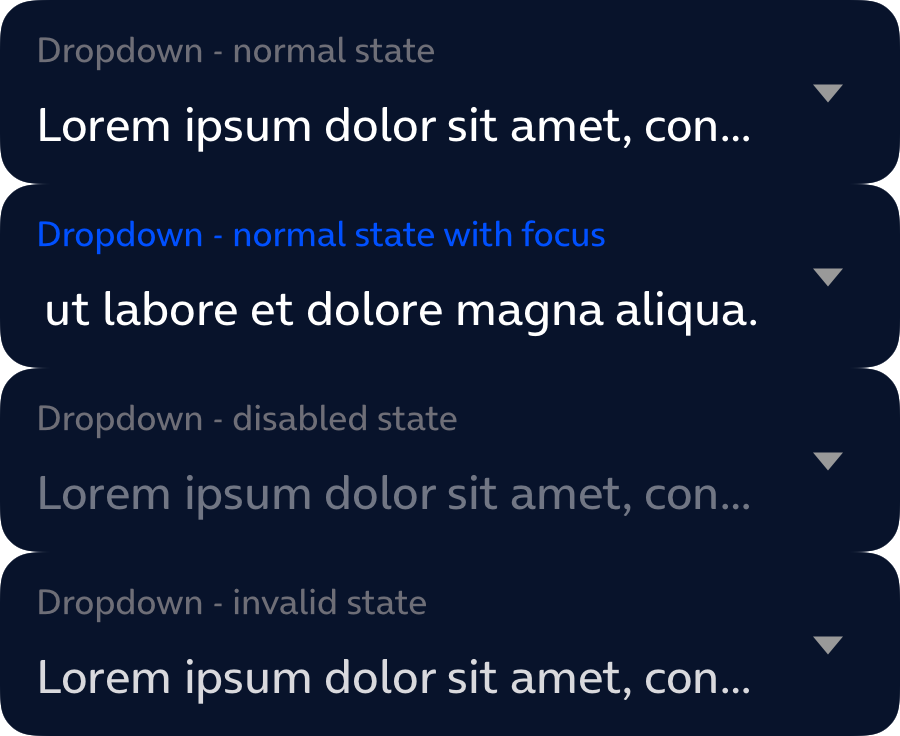 Dropdown - normal state
Lorem ipsum dolor sit amet, con...
Dropdown - normal state with focus
ut labore et dolore magna aliqua.
Dropdown - disabled state
Lorem ipsum dolor sit amet, con...
Dropdown - invalid state
Lorem ipsum dolor sit amet, con...